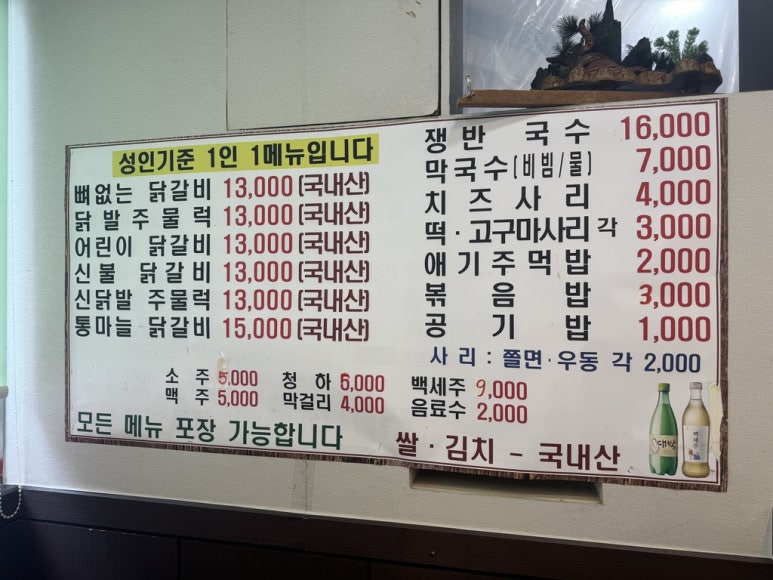 성인기준 1인 1메뉴입니다
뼈없는 닭갈비 13,000 (국내산)
닭발주물럭 13,000 (국내산)
어린이 닭갈비 13,000 (국내산)
신불 닭갈비 13,000 (국내산)
신닭발 주물럭 13,000 (국내산)
통마늘 닭갈비 15,000 (국내산)
쟁반국수 16,000
막국수(비빔/물) 7,000
치즈사리 4,000
떡·고구마사리 각 3,000
애기주먹밥 2,000
볶음밥 3,000
공기밥 1,000
사리 : 쫄면·우동 각 2,000
소주 5,000 청하 6,000 백세주 9,000
맥주 5,000 막걸리 4,000 음료수 2,000
모든 메뉴 포장 가능합니다
쌀·김치 – 국내산
대박